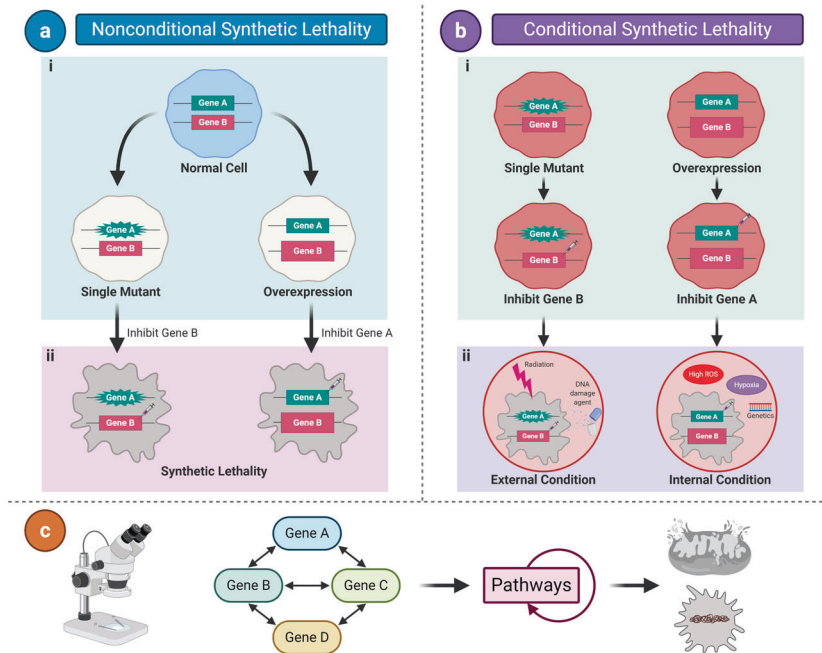 a
Nonconditional Synthetic Lethality
i
Gene A
Gene B
Normal Cell
Gene A
Gene B
Single Mutant
Gene A
Gene B
Overexpression
Inhibit Gene B
Inhibit Gene A
ii
Gene A
Gene B
Gene A
Gene B
Synthetic Lethality
b
Conditional Synthetic Lethality
i
Gene A
Gene B
Single Mutant
Gene A
Gene B
Overexpression
Gene A
Gene B
Inhibit Gene B
Gene A
Gene B
Inhibit Gene A
ii
Radiation
DNA
damage
agent
Gene A
Gene B
External Condition
High ROS
Hypoxia
Genetics
Gene A
Gene B
Internal Condition
c
Gene A
Gene B
Gene C
Gene D
Pathways